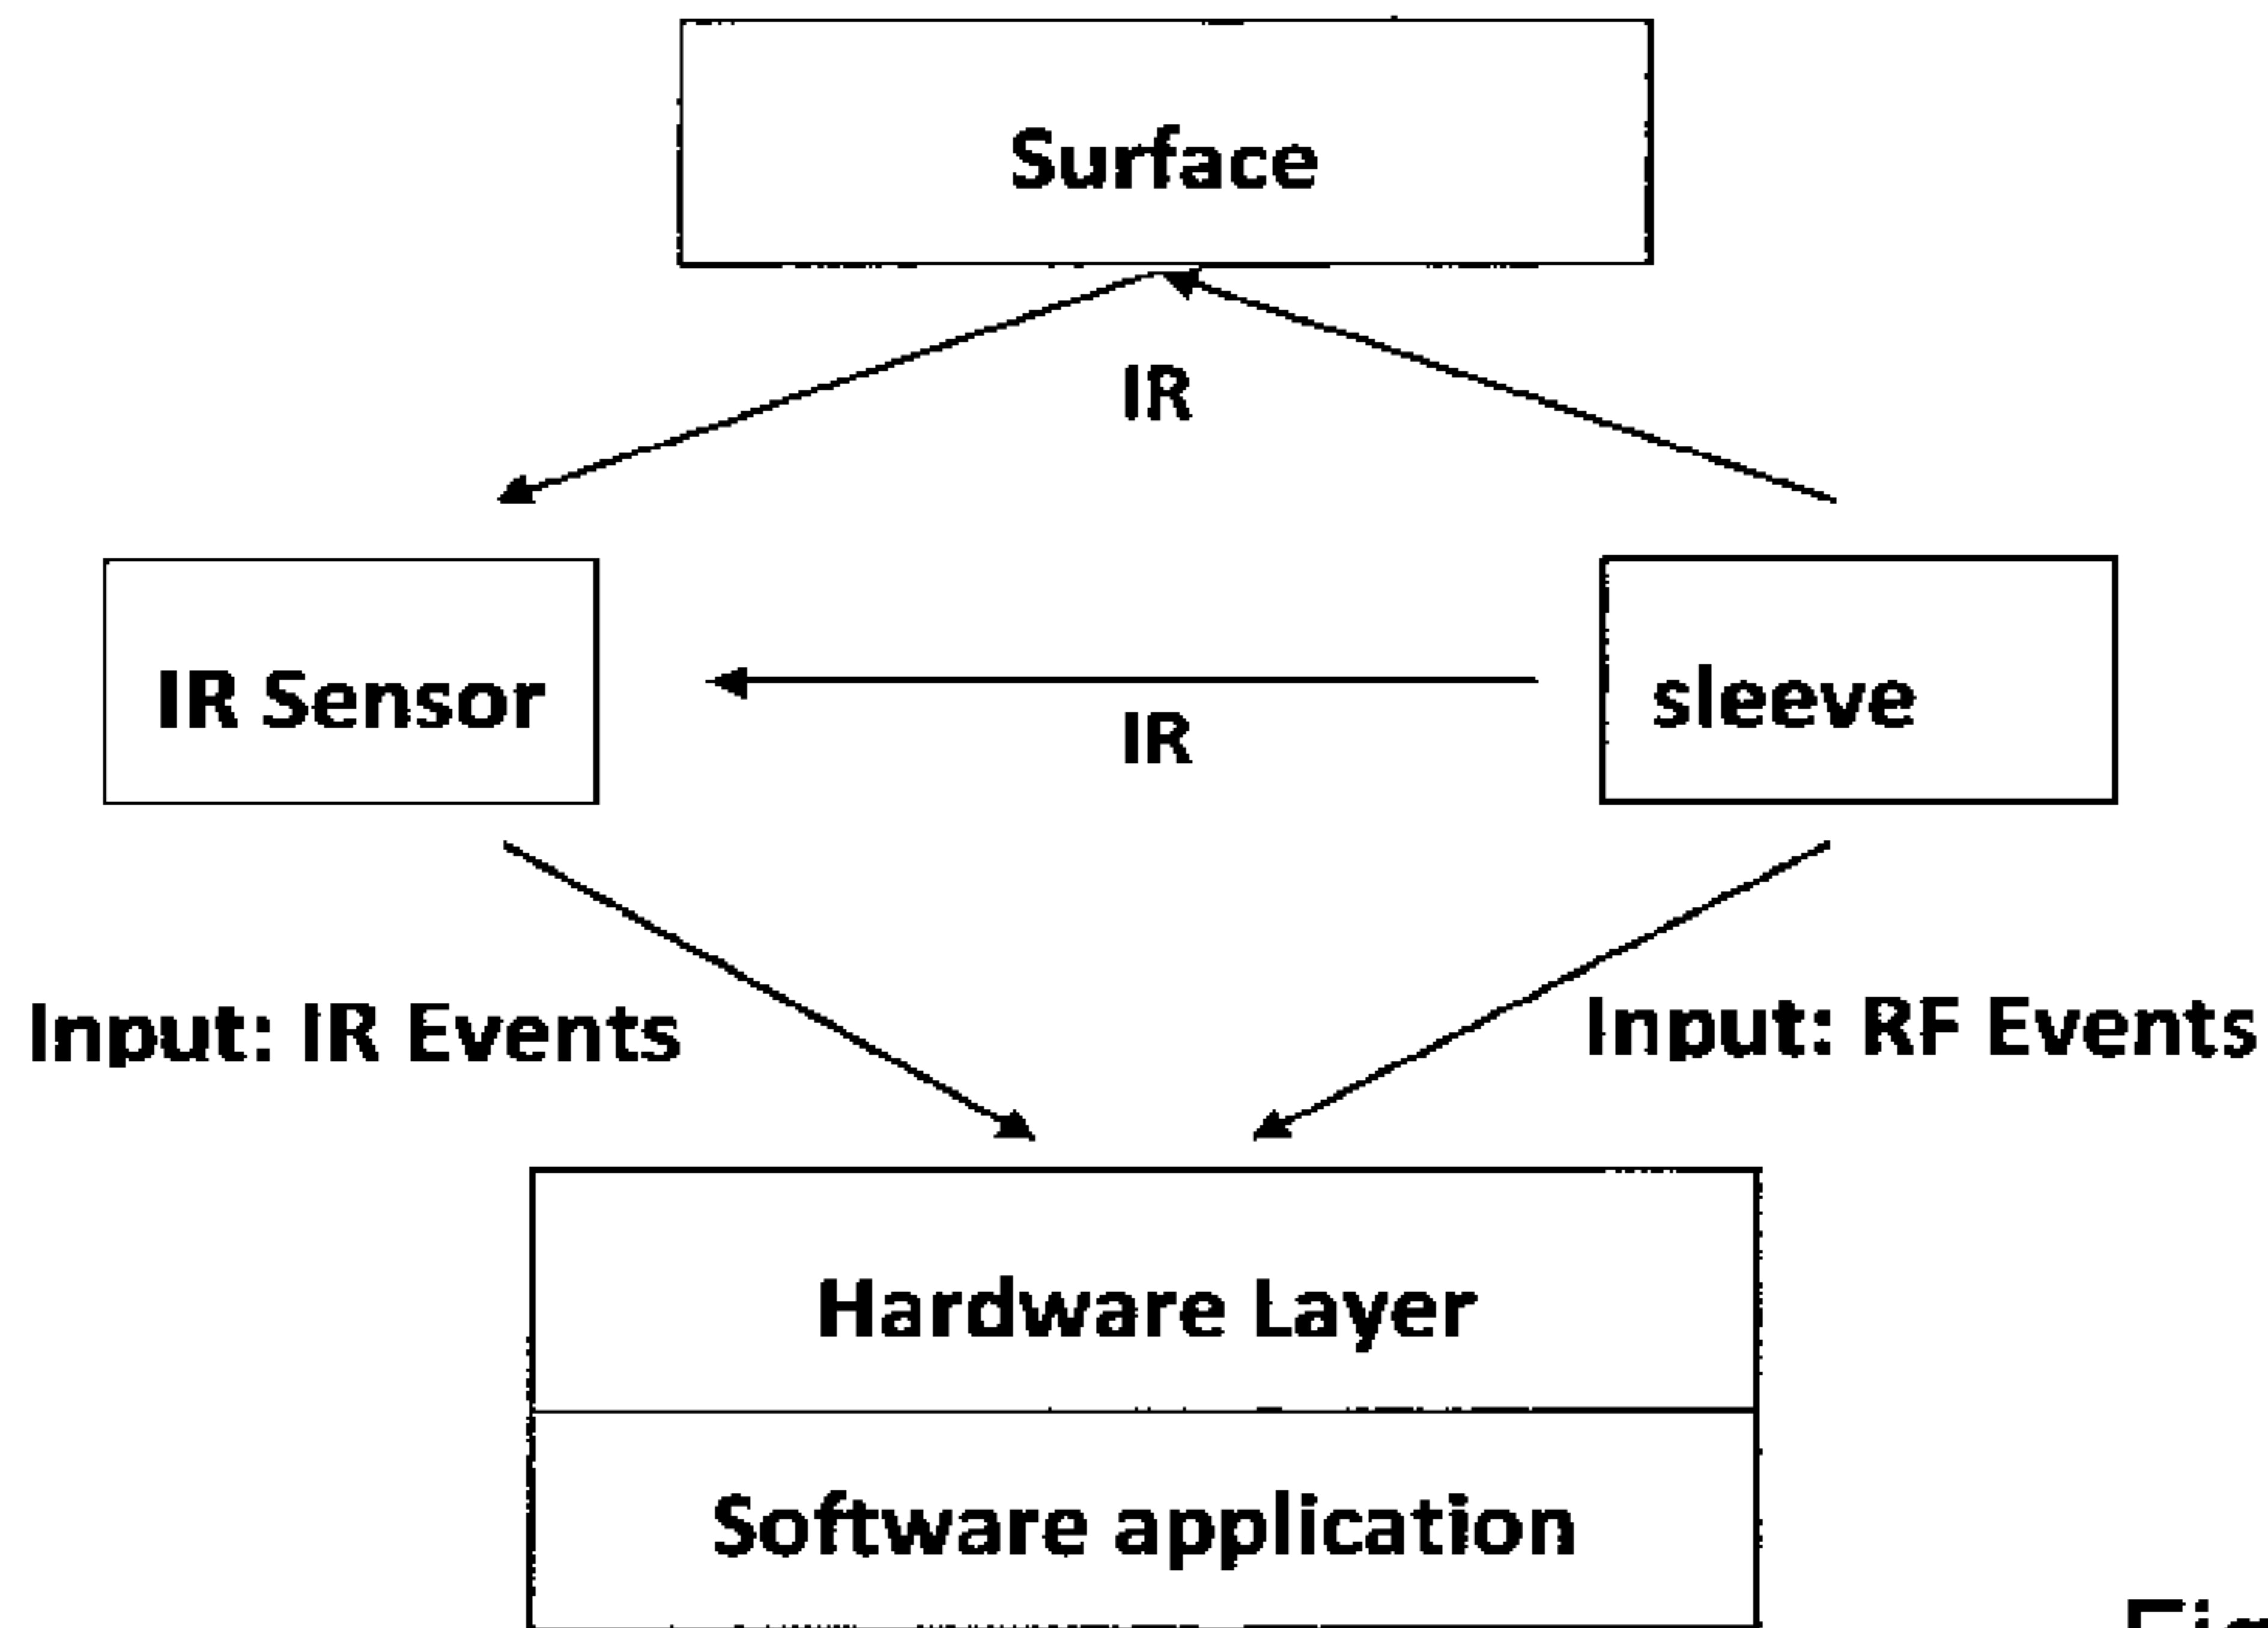 Surface
IR
IR Sensor
sleeve
IR
Input: IR Events
Input: RF Events
Hardware Layer
Software application